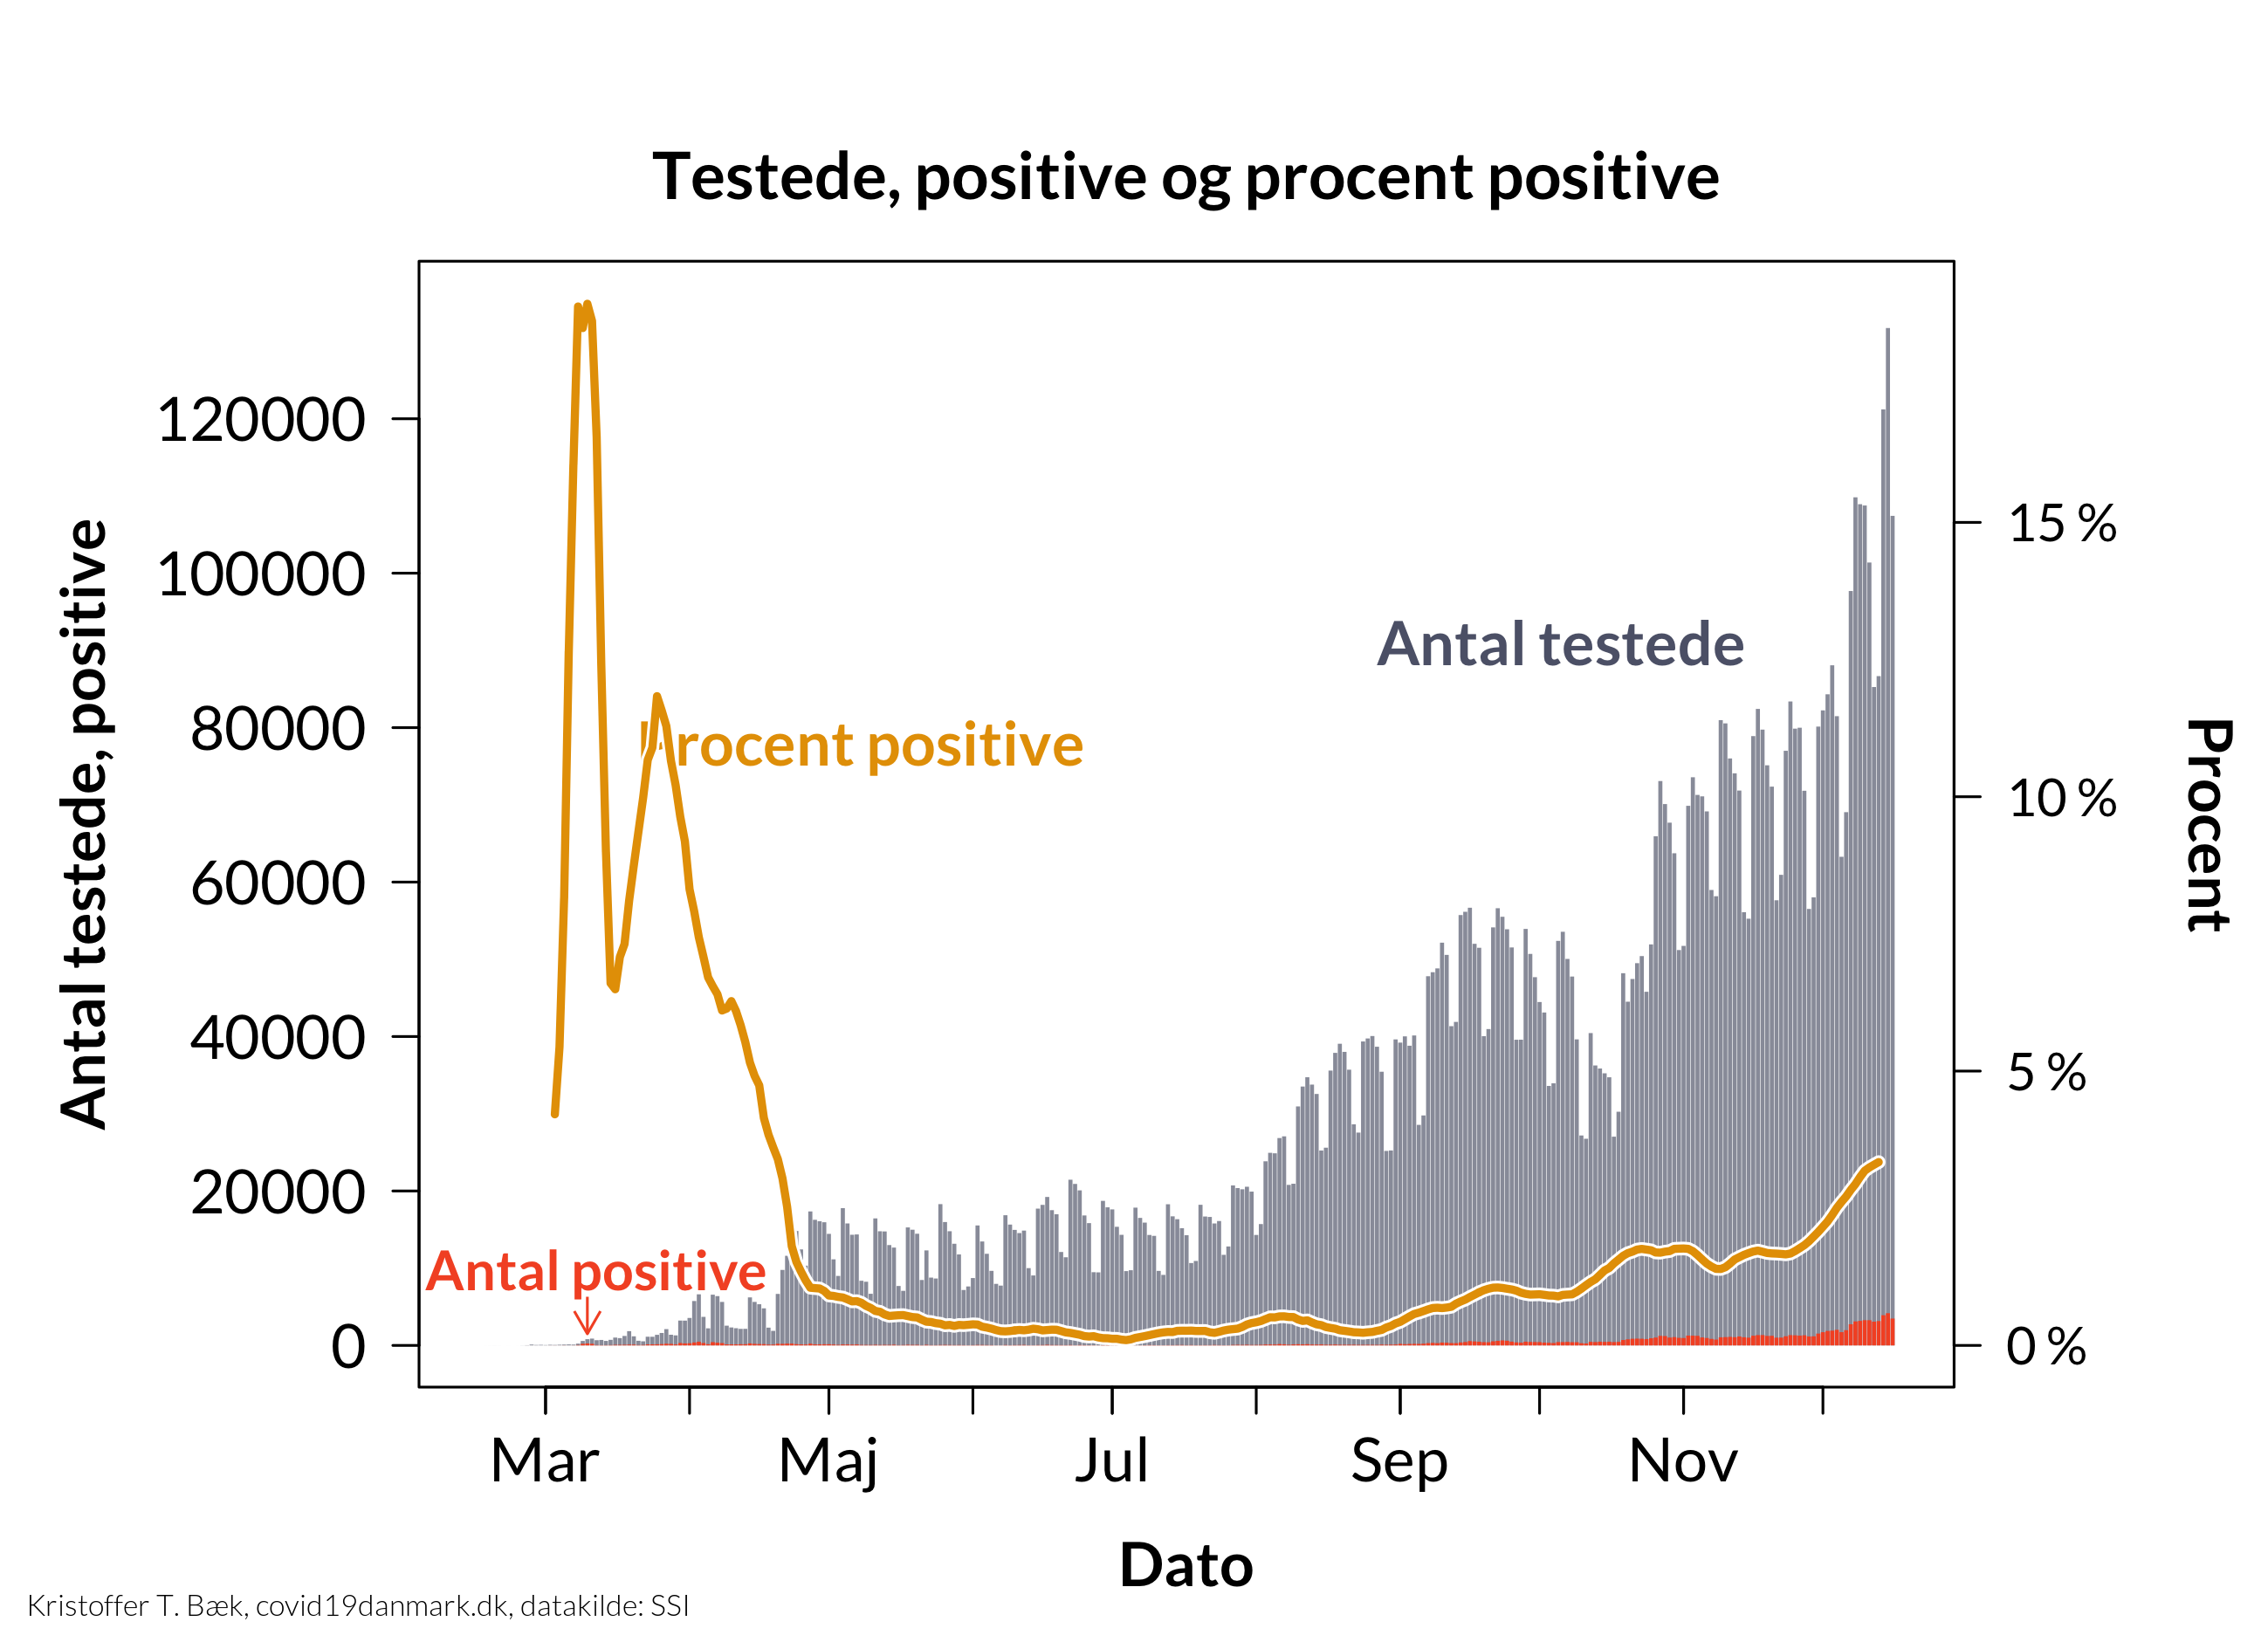 Testede, positive og procent positive
Antal testede, positive
120000
100000
80000
60000
40000
20000
0
Procent positive
Antal testede
Antal positive
15 %
10 %
5 %
0 %
Procent
Mar
Maj
Jul
Sep
Nov
Dato
Kristoffer T. Bæk, covid19danmark.dk, datakilde: SSI